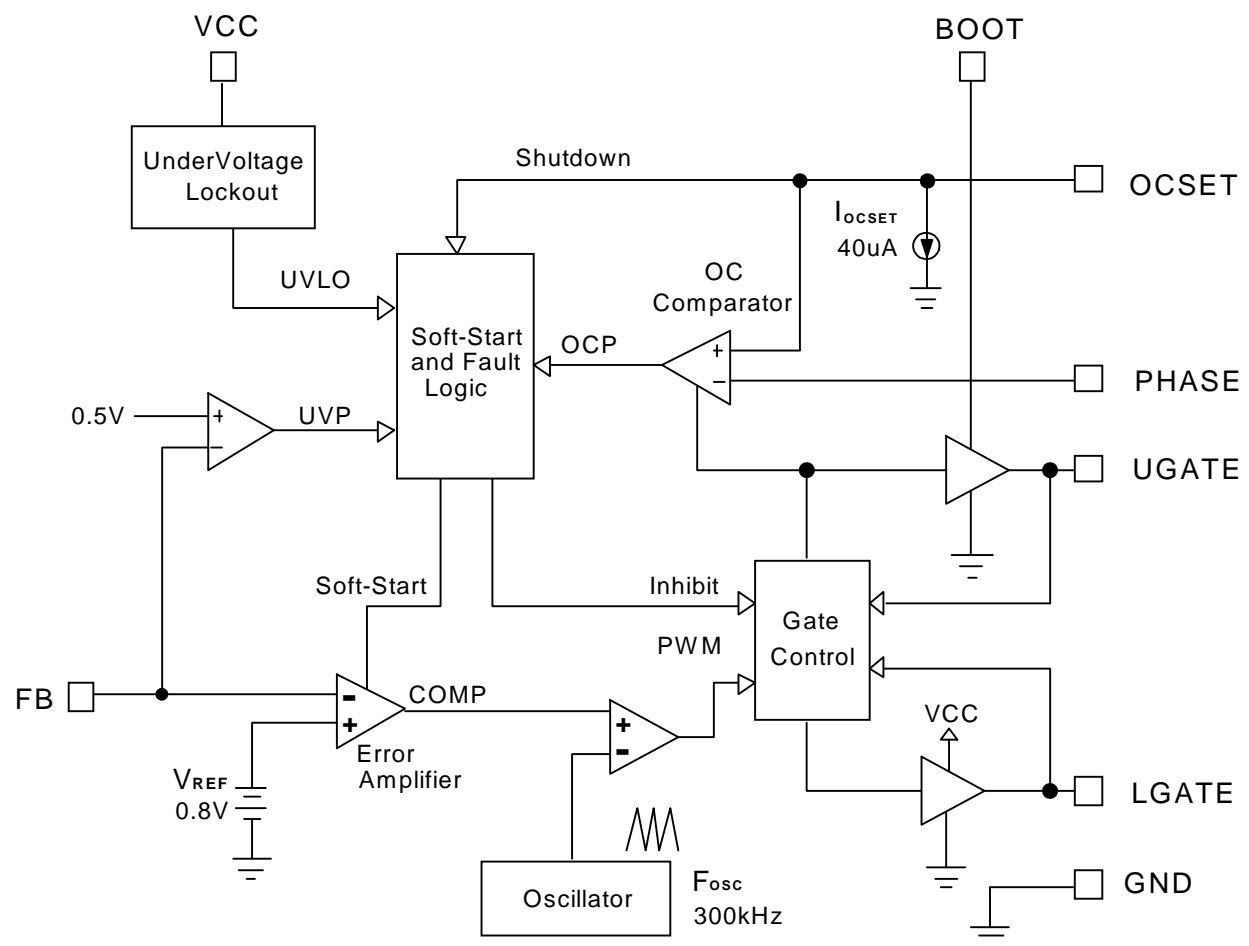 VCC
BOOT
UnderVoltage
Lockout
Shutdown
OCSET
IOCSET
40uA
UVLO
OC
Comparator
Soft-Start
and Fault
Logic
OCP
+
−
PHASE
0.5V
+
−
UVP
UGATE
Soft-Start
Inhibit
Gate
Control
PWM
FB
-
+
COMP
Error
Amplifier
+
-
VCC
VREF
0.8V
LGATE
Oscillator
Fosc
300kHz
GND